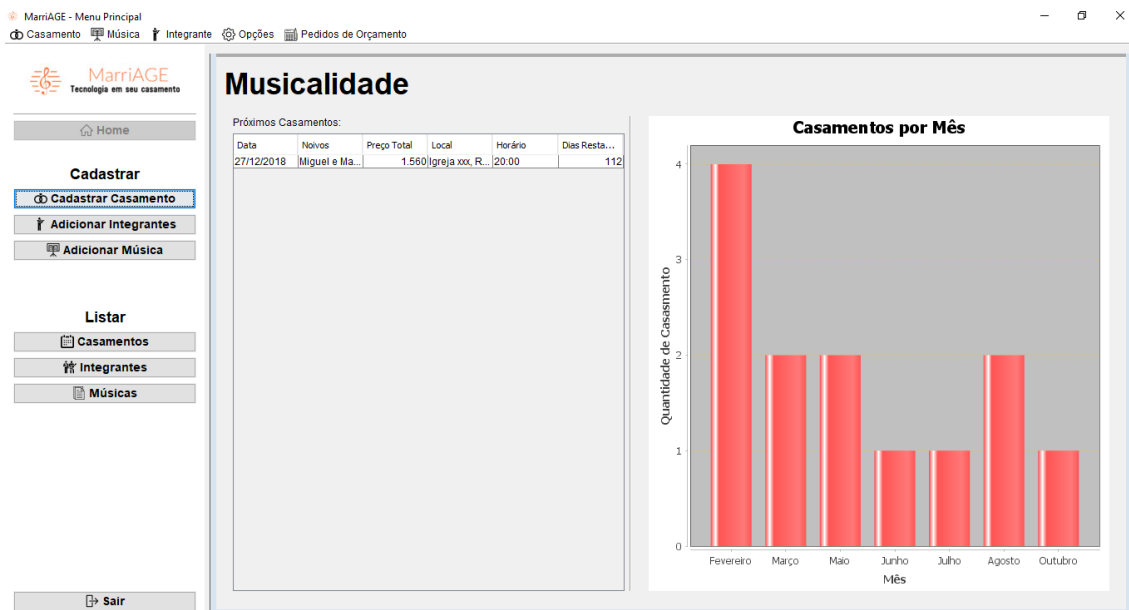 MarriAGE - Menu Principal
Casamento Música Integrante Opções Pedidos de Orçamento
MarriAGE
Tecnologia em seu casamento
Home
Cadastrar
Cadastrar Casamento
Adicionar Integrantes
Adicionar Música
Listar
Casamentos
Integrantes
Músicas
Sair
Musicalidade
Próximos Casamentos:
Data Noivos Preço Total Local Horário Dias Resta...
27/12/2018 Miguel e Ma... 1.560 Igreja xxx, R... 20:00 112
Casamentos por Mês
Quantidade de Casasmento
4
3
2
1
0
Fevereiro Março Maio Junho Julho Agosto Outubro
Mês